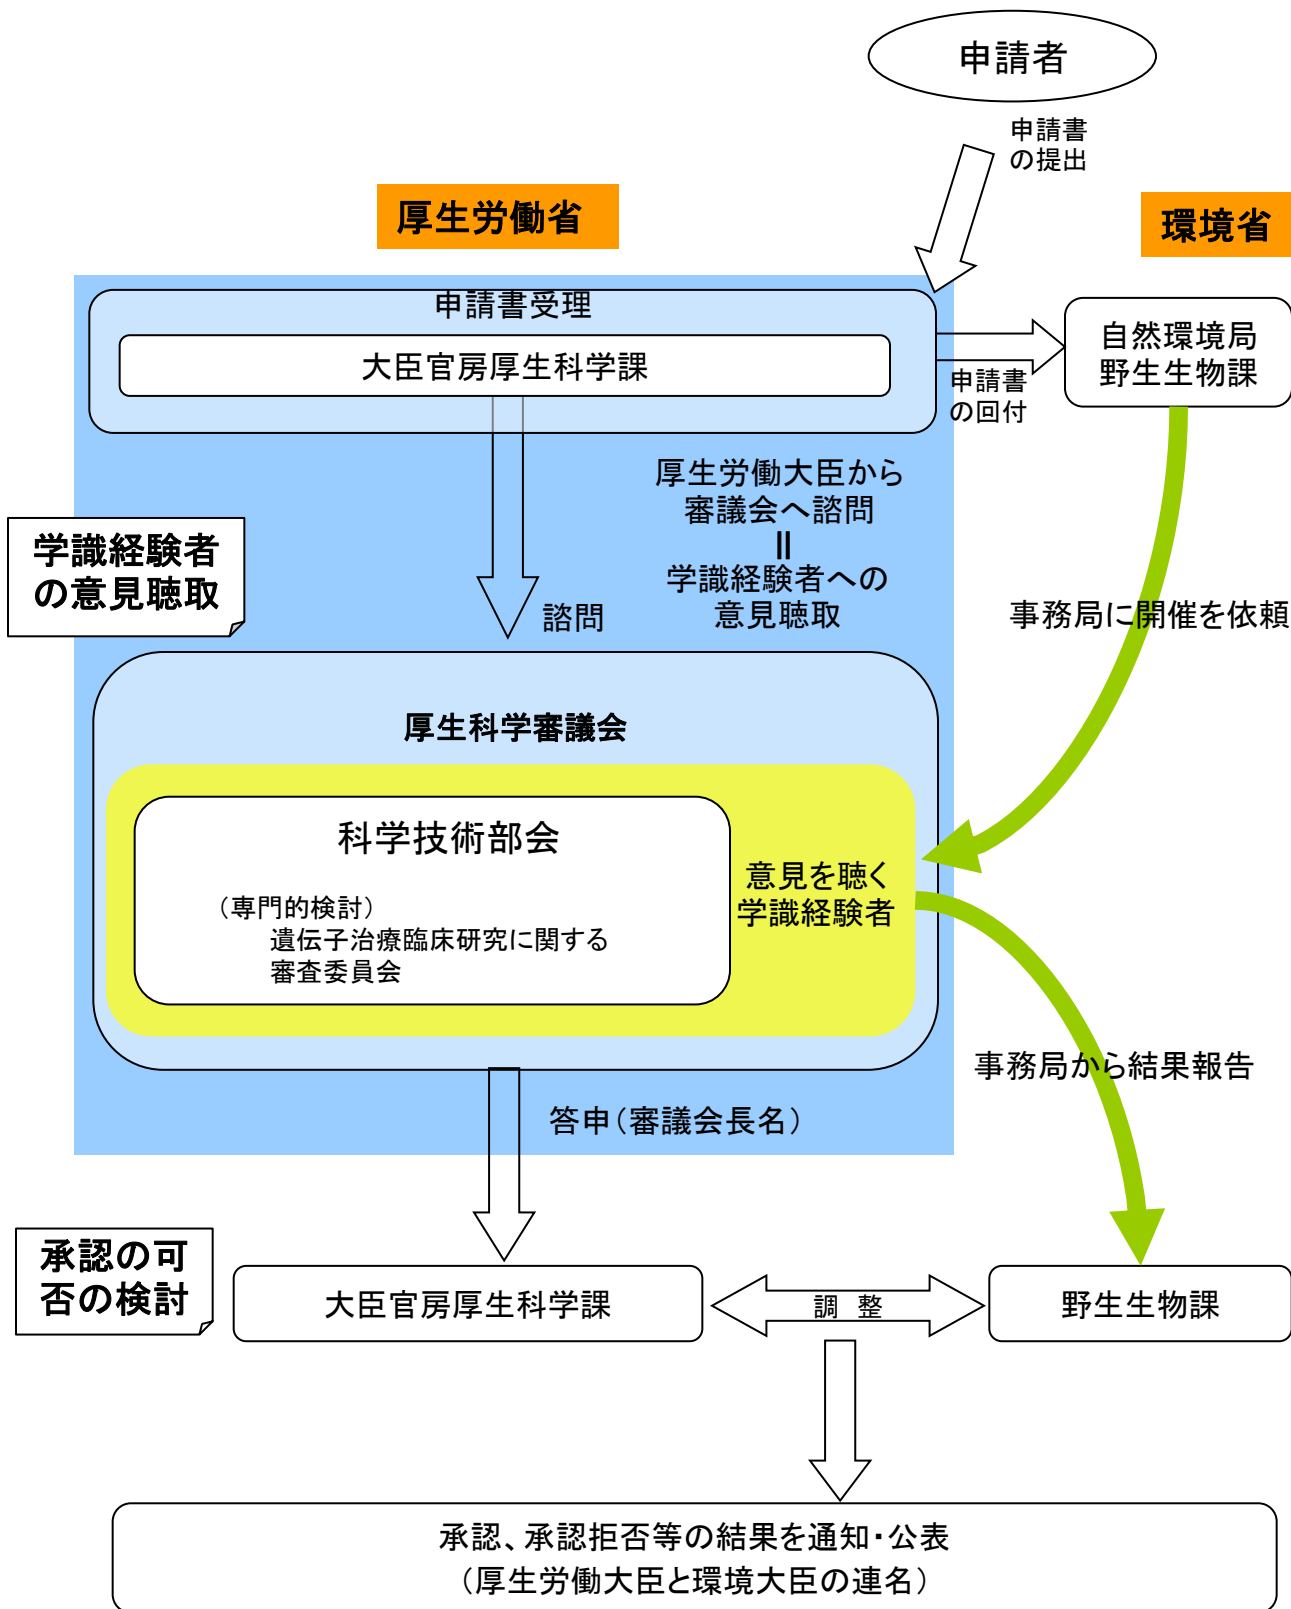 申請者
申請書
の提出
厚生労働省
環境省
申請書受理
大臣官房厚生科学課
自然環境局
野生生物課
申請書
の回付
厚生労働大臣から
審議会へ諮問
||
学識経験者への
意見聴取
学識経験者
の意見聴取
諮問
事務局に開催を依頼
厚生科学審議会
科学技術部会
（専門的検討）
遺伝子治療臨床研究に関する
審査委員会
意見を聴く
学識経験者
事務局から結果報告
答申（審議会長名）
承認の可
否の検討
大臣官房厚生科学課
調 整
野生生物課
承認、承認拒否等の結果を通知・公表
（厚生労働大臣と環境大臣の連名）